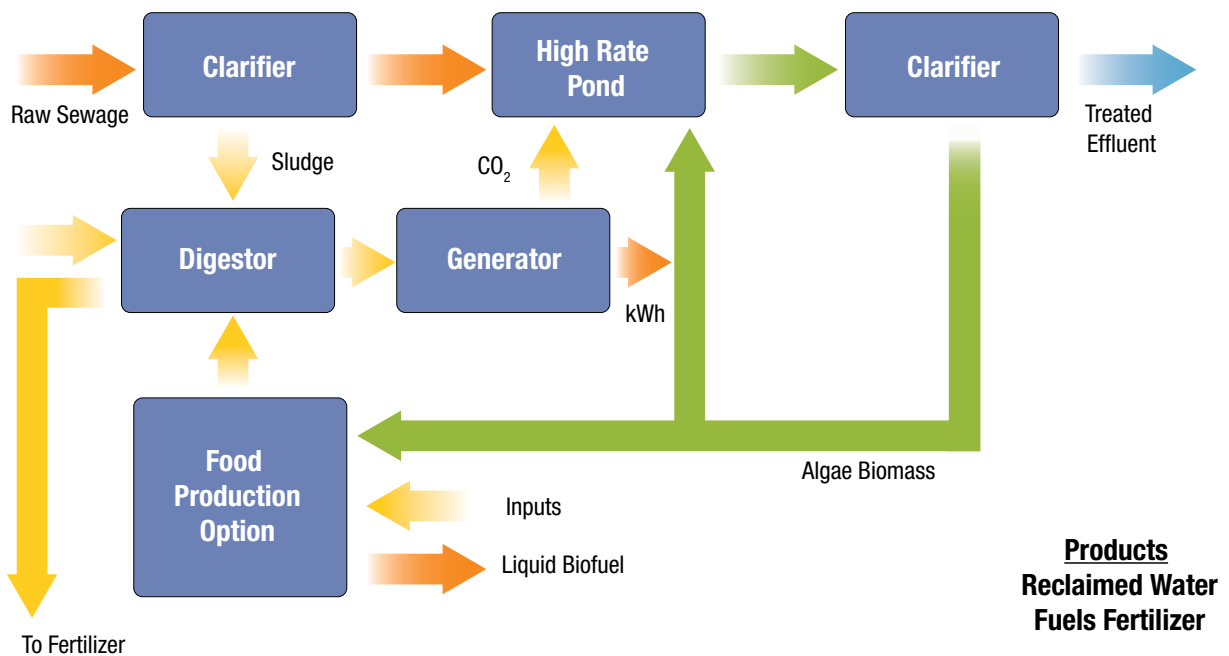 Clarifier
High Rate
Pond
Clarifier
Raw Sewage
Treated
Effluent
Sludge
CO₂
Digestor
Generator
kWh
Food
Production
Option
Algae Biomass
Inputs
Liquid Biofuel
Products
Reclaimed Water
Fuels Fertilizer
To Fertilizer